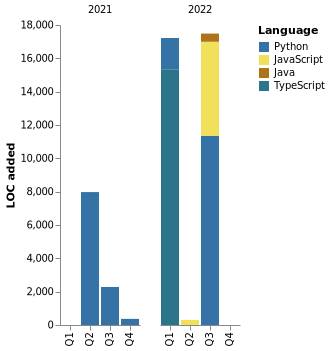 2021
2022
18,000
16,000
14,000
12,000
10,000
8,000
6,000
4,000
2,000
0
LOC added
Q1
Q2
Q3
Q4
Q1
Q2
Q3
Q4
Language
Python
JavaScript
Java
TypeScript